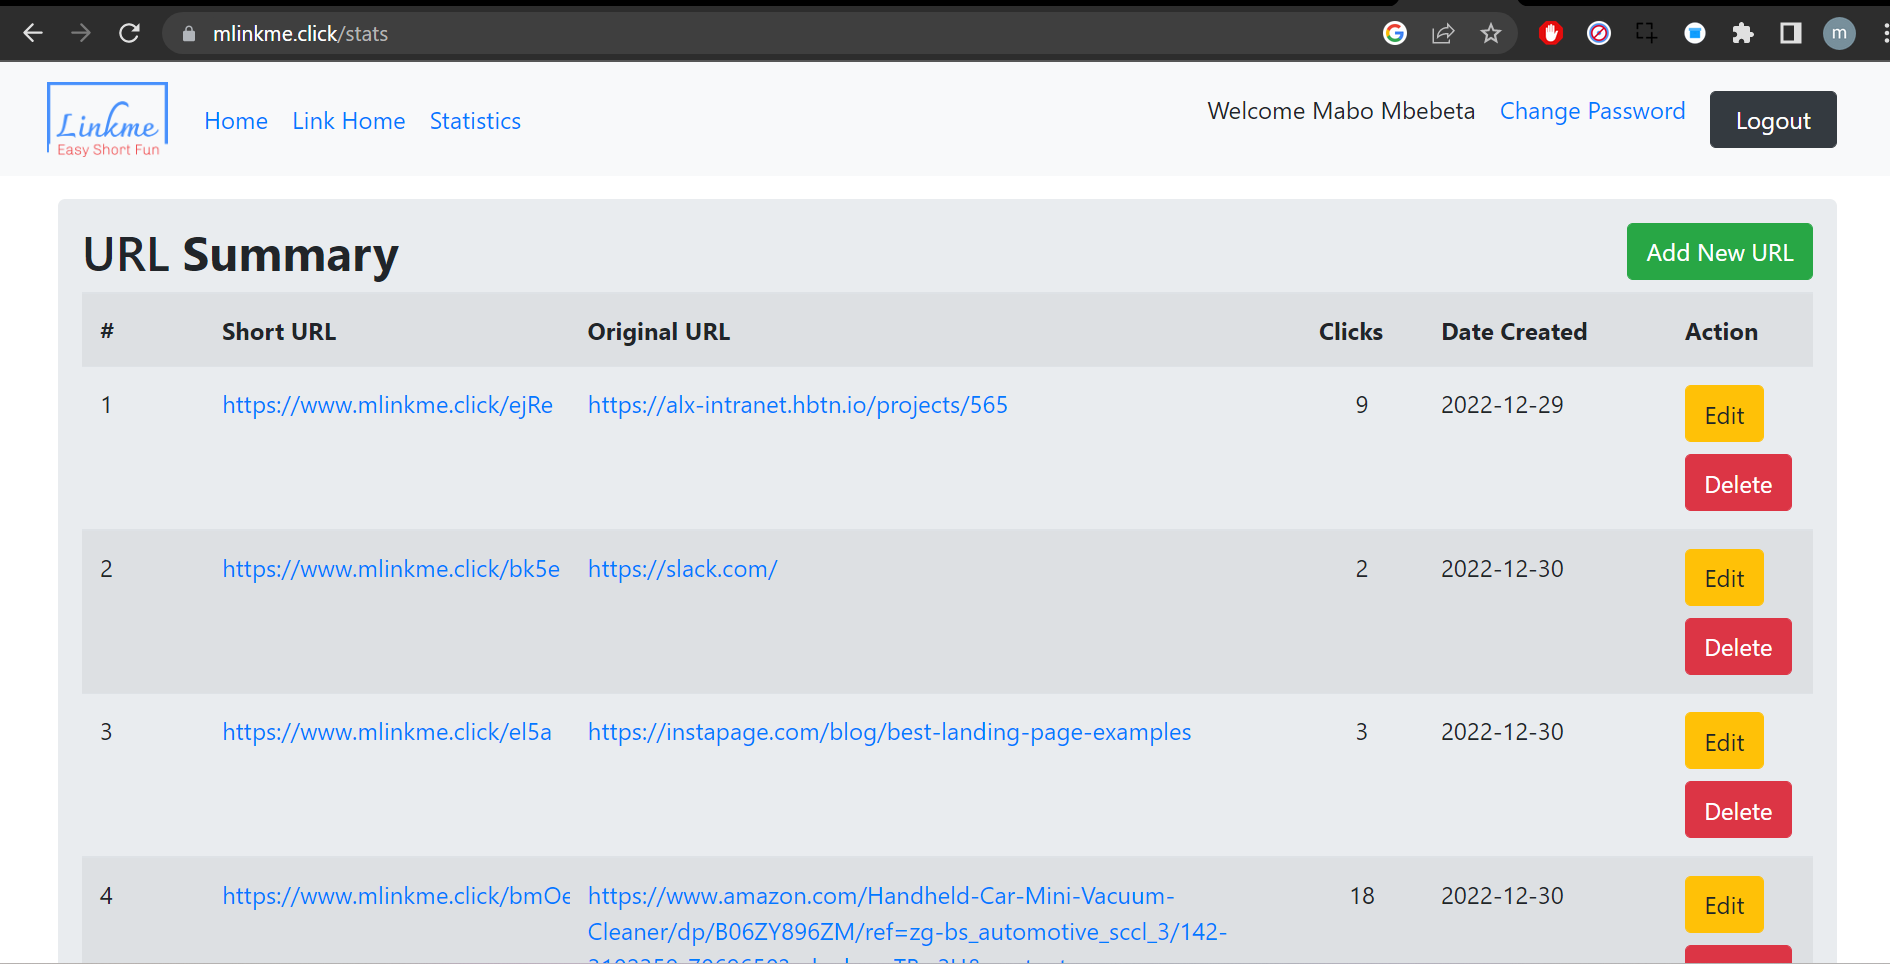 mlinkme.click/stats
m
Linkme
Easy Short Fun
Home Link Home Statistics
Welcome Mabo Mbebeta Change Password Logout
URL Summary
Add New URL
# Short URL Original URL Clicks Date Created Action
1 https://www.mlinkme.click/ejRe https://alx-intranet.hbtn.io/projects/565 9 2022-12-29 Edit
Delete
2 https://www.mlinkme.click/bk5e https://slack.com/ 2 2022-12-30 Edit
Delete
3 https://www.mlinkme.click/el5a https://instapage.com/blog/best-landing-page-examples 3 2022-12-30 Edit
Delete
4 https://www.mlinkme.click/bmOe https://www.amazon.com/Handheld-Car-Mini-Vacuum- 18 2022-12-30 Edit
Cleaner/dp/B06ZY896ZM/ref=zg-bs_automotive_sccl_3/142-